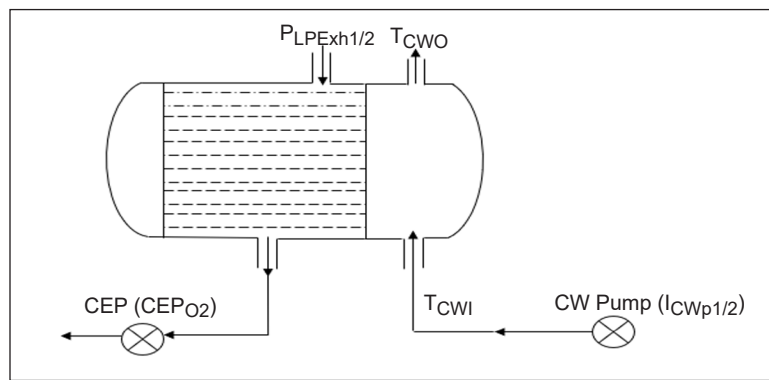 P_LPExh1/2 T_CWO
CEP (CEP_O2) T_CWI CW Pump (I_CWp1/2)